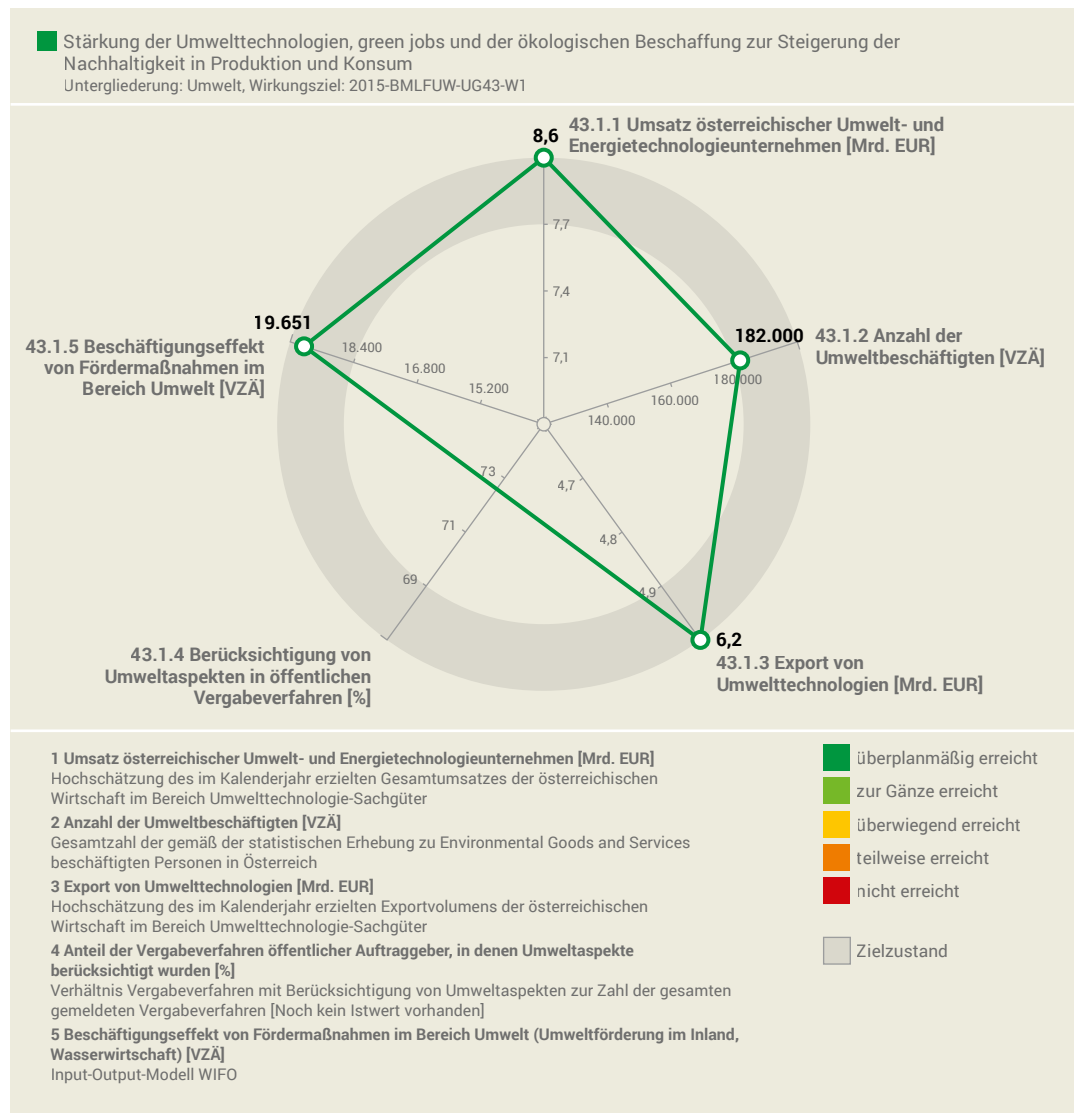 Stärkung der Umwelttechnologien, green jobs und der ökologischen Beschaffung zur Steigerung der
Nachhaltigkeit in Produktion und Konsum
Untergliederung: Umwelt, Wirkungsziel: 2015-BMLFUW-UG43-W1
8,6
43.1.1 Umsatz österreichischer Umwelt- und
Energietechnologieunternehmen [Mrd. EUR]
7,7
7,4
7,1
182.000
43.1.2 Anzahl der
Umweltbeschäftigten [VZÄ]
180.000
160.000
140.000
4,7
4,8
4,9
6,2
43.1.3 Export von
Umwelttechnologien [Mrd. EUR]
73
71
69
43.1.4 Berücksichtigung von
Umweltaspekten in öffentlichen
Vergabeverfahren [%]
19.651
43.1.5 Beschäftigungseffekt
von Fördermaßnahmen im
Bereich Umwelt [VZÄ]
18.400
16.800
15.200
1 Umsatz österreichischer Umwelt- und Energietechnologieunternehmen [Mrd. EUR]
Hochschätzung des im Kalenderjahr erzielten Gesamtumsatzes der österreichischen
Wirtschaft im Bereich Umwelttechnologie-Sachgüter
2 Anzahl der Umweltbeschäftigten [VZÄ]
Gesamtzahl der gemäß der statistischen Erhebung zu Environmental Goods and Services
beschäftigten Personen in Österreich
3 Export von Umwelttechnologien [Mrd. EUR]
Hochschätzung des im Kalenderjahr erzielten Exportvolumens der österreichischen
Wirtschaft im Bereich Umwelttechnologie-Sachgüter
4 Anteil der Vergabeverfahren öffentlicher Auftraggeber, in denen Umweltaspekte
berücksichtigt wurden [%]
Verhältnis Vergabeverfahren mit Berücksichtigung von Umweltaspekten zur Zahl der gesamten
gemeldeten Vergabeverfahren [Noch kein Istwert vorhanden]
5 Beschäftigungseffekt von Fördermaßnahmen im Bereich Umwelt (Umweltförderung im Inland,
Wasserwirtschaft) [VZÄ]
Input-Output-Modell WIFO
überplanmäßig erreicht
zur Gänze erreicht
überwiegend erreicht
teilweise erreicht
nicht erreicht
Zielzustand